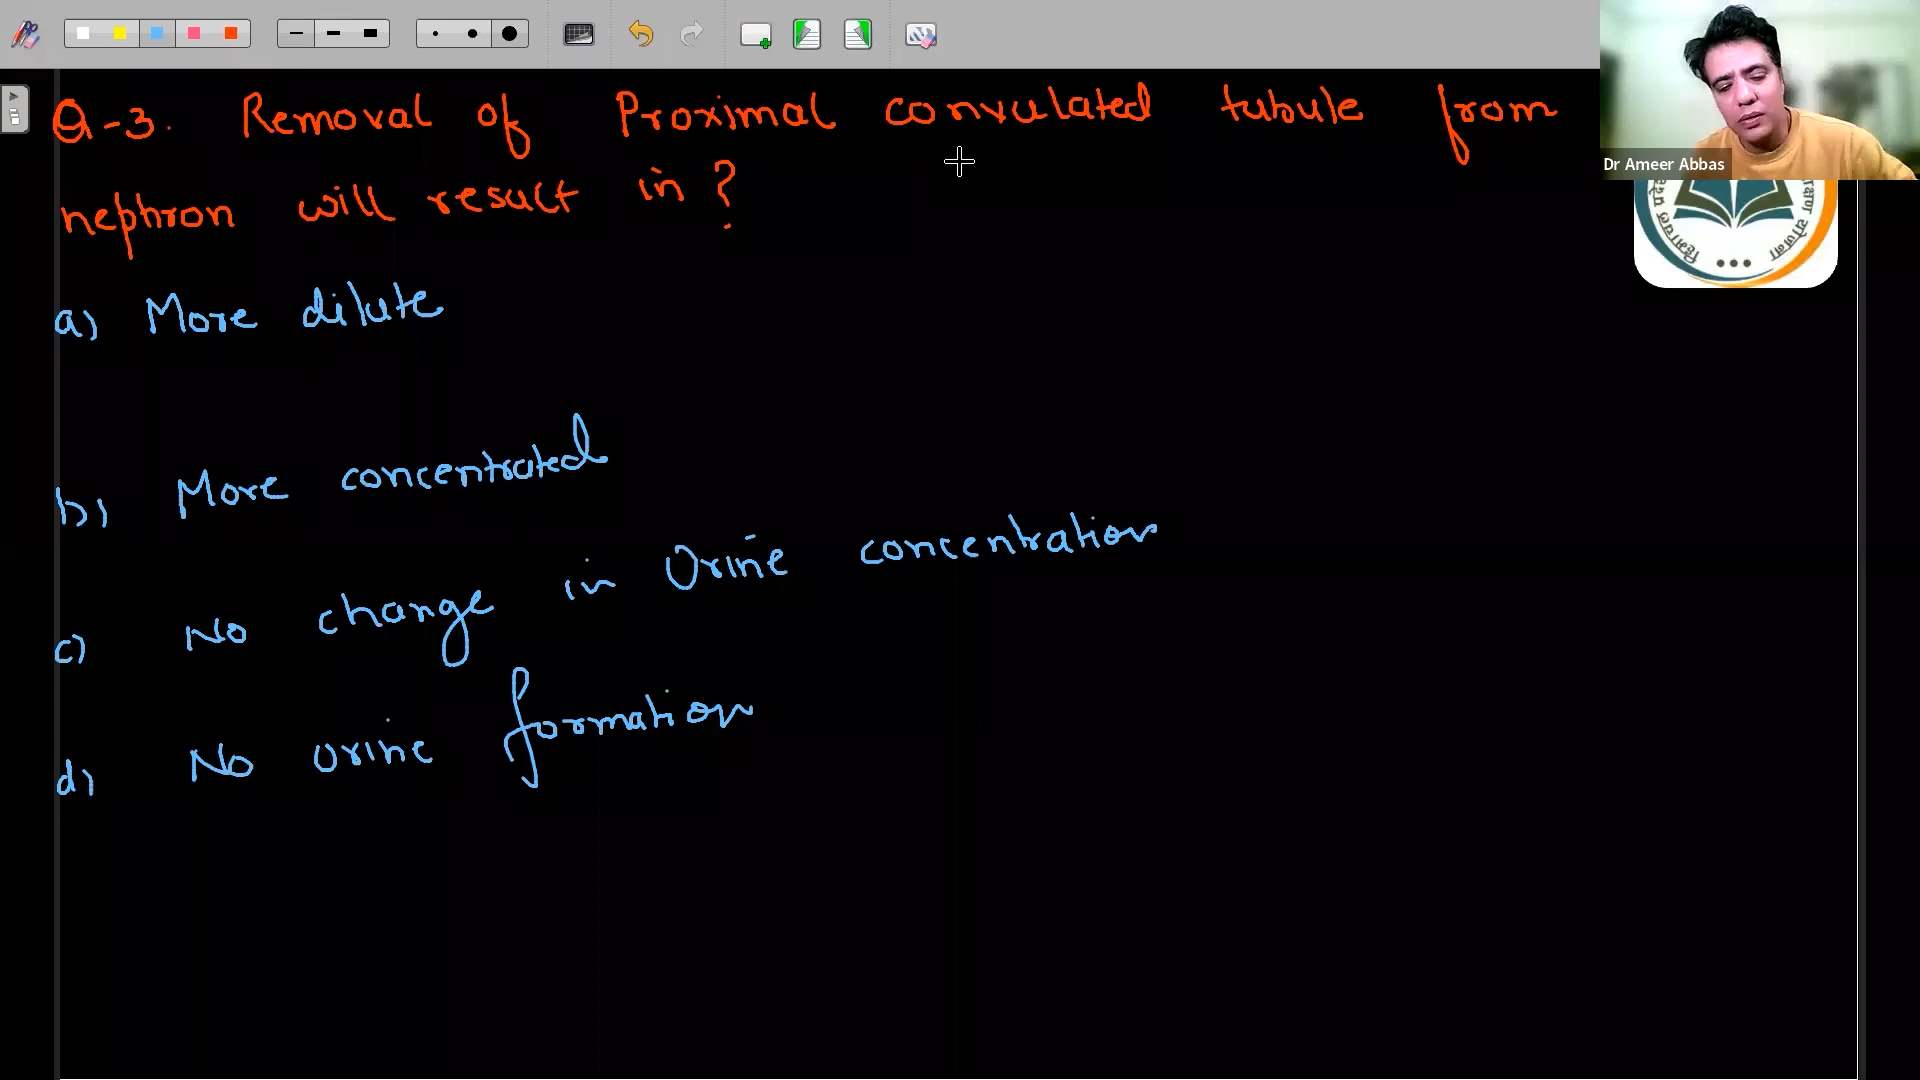 Q-3. Removal of Proximal convulated tubule from
nephron will result in?
a) More dilute
b) More concentrated
c) No change in Urine concentration
d) No urine formation
Dr Ameer Abbas